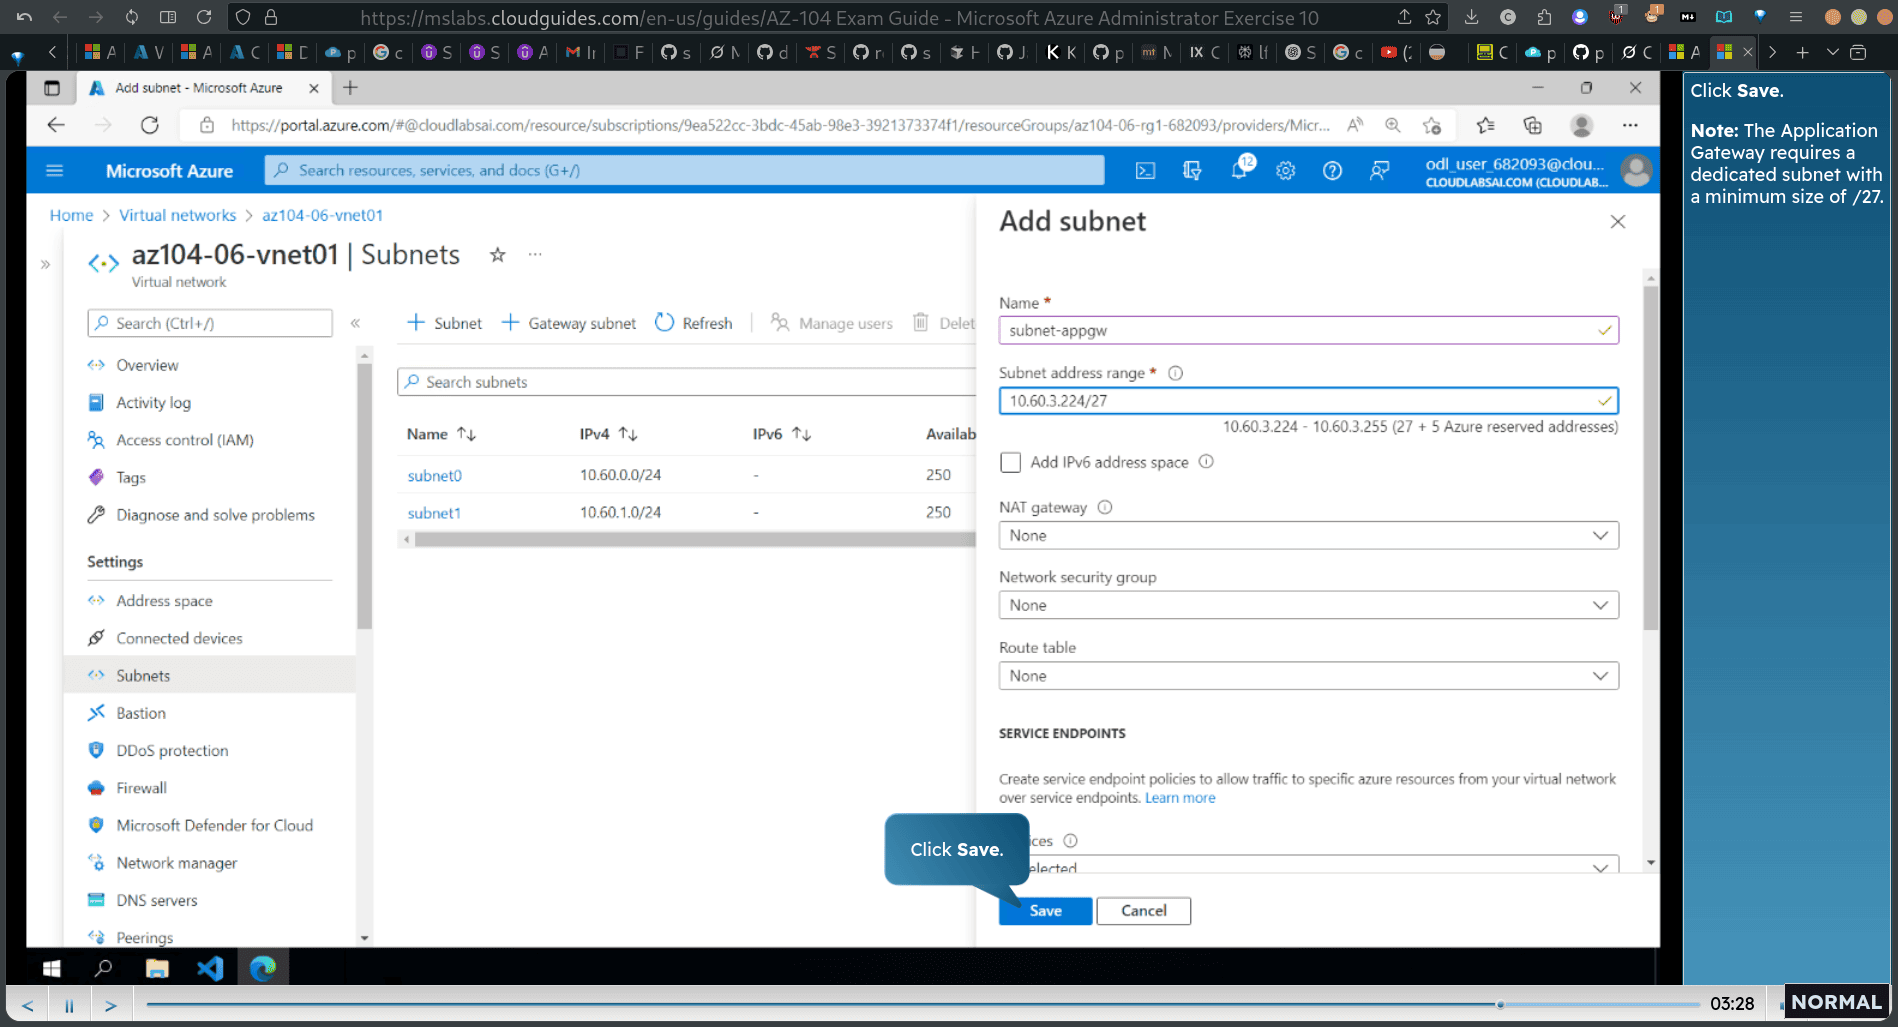 https://mslabs.cloudguides.com/en-us/guides/AZ-104 Exam Guide - Microsoft Azure Administrator Exercise 10
Add subnet - Microsoft Azure
https://portal.azure.com/#@cloudlabsai.com/resource/subscriptions/9ea522cc-3bdc-45ab-98e3-3921373374f1/resourceGroups/az104-06-rg1-682093/providers/Micr...
Microsoft Azure
Search resources, services, and docs (G+/)
12
odl_user_682093@clou...
CLOUDLABSAI.COM (CLOUDLAB...
Home > Virtual networks > az104-06-vnet01
az104-06-vnet01 | Subnets
Virtual network
Search (Ctrl+/)
Overview
Activity log
Access control (IAM)
Tags
Diagnose and solve problems
Settings
Address space
Connected devices
Subnets
Bastion
DDoS protection
Firewall
Microsoft Defender for Cloud
Network manager
DNS servers
Peerings
+ Subnet + Gateway subnet Refresh Manage users Delet
Search subnets
Name IPv4 IPv6 Availab
subnet0 10.60.0.0/24 - 250
subnet1 10.60.1.0/24 - 250
Add subnet
Name *
subnet-appgw
Subnet address range *
10.60.3.224/27
10.60.3.224 - 10.60.3.255 (27 + 5 Azure reserved addresses)
Add IPv6 address space
NAT gateway
None
Network security group
None
Route table
None
SERVICE ENDPOINTS
Create service endpoint policies to allow traffic to specific azure resources from your virtual network
over service endpoints. Learn more
ices
elected
Click Save.
Save Cancel
Click Save.
Note: The Application
Gateway requires a
dedicated subnet with
a minimum size of /27.
03:28
NORMAL